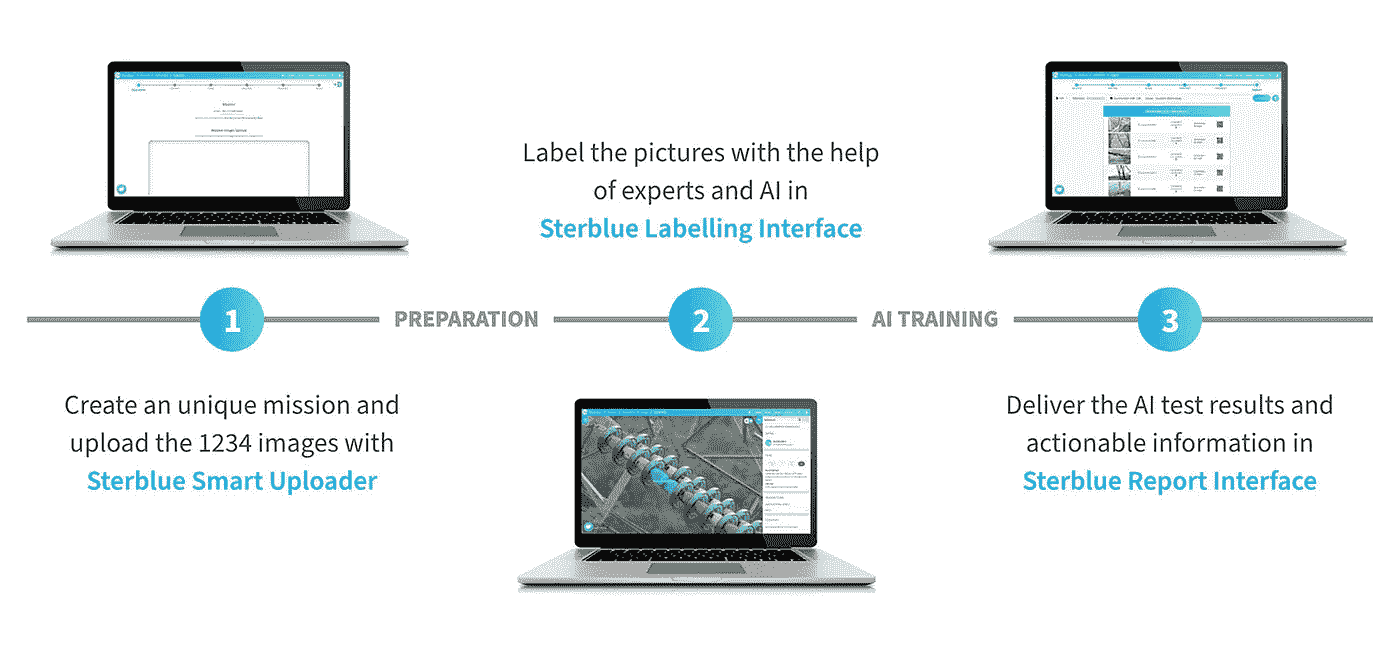 Label the pictures with the help
of experts and AI in
Sterblue Labelling Interface
1
PREPARATION
2
AI TRAINING
3
Create an unique mission and
upload the 1234 images with
Sterblue Smart Uploader
Deliver the AI test results and
actionable information in
Sterblue Report Interface